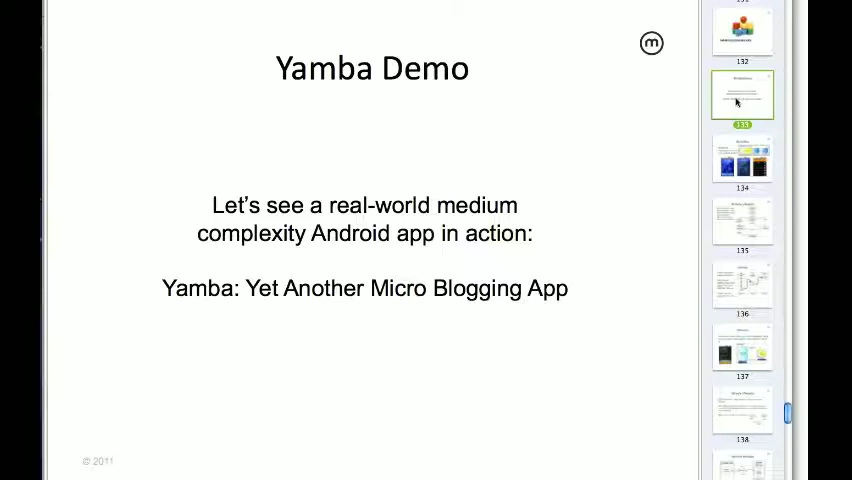 Yamba Demo
m
Let's see a real-world medium
complexity Android app in action:
Yamba: Yet Another Micro Blogging App
© 2011
132
133
134
135
136
137
138